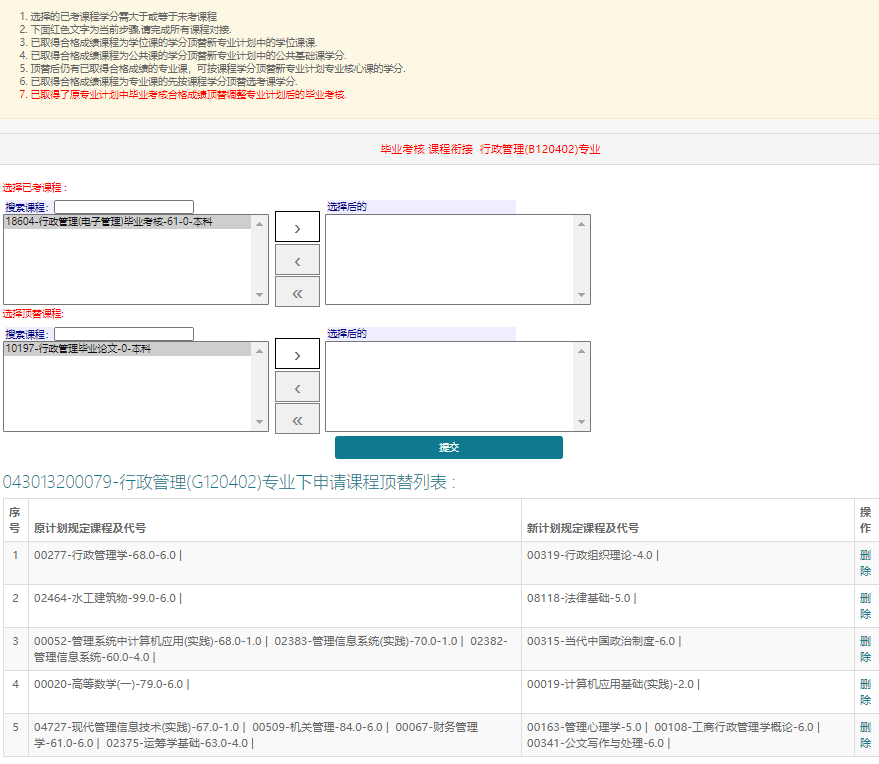 1. 选择的已考课程学分需大于或等于未考课程
2. 下面红色文字为当前步骤,请完成所有课程对接.
3. 已取得合格成绩课程为学位课的学分顶替新专业计划中的学位课课.
4. 已取得合格成绩课程为公共课的学分顶替新专业计划中的公共基础课学分.
5. 顶替后仍有已取得合格成绩的专业课，可按课程学分顶替新专业计划专业核心课的学分.
6. 已取得合格成绩课程为专业课的先按课程学分顶替选考课学分.
7. 已取得了原专业计划中毕业考核合格成绩顶替调整专业计划后的毕业考核.
毕业考核 课程衔接 行政管理(B120402)专业
选择已考课程 :
搜索课程:
选择后的
18604-行政管理(电子管理)毕业考核-61-0-本科
›
‹
«
选择顶替课程:
搜索课程:
选择后的
10197-行政管理毕业论文-0-本科
›
‹
«
提交
043013200079-行政管理(G120402)专业下申请课程顶替列表 :
序号 原计划规定课程及代号 新计划规定课程及代号 操作
1 00277-行政管理学-68.0-6.0 | 00319-行政组织理论-4.0 | 删除
2 02464-水工建筑物-99.0-6.0 | 08118-法律基础-5.0 | 删除
3 00052-管理系统中计算机应用(实践)-68.0-1.0 | 02383-管理信息系统(实践)-70.0-1.0 | 02382-
管理信息系统-60.0-4.0 | 00315-当代中国政治制度-6.0 | 删除
4 00020-高等数学(一)-79.0-6.0 | 00019-计算机应用基础(实践)-2.0 | 删除
5 04727-现代管理信息技术(实践)-67.0-1.0 | 00509-机关管理-84.0-6.0 | 00067-财务管理
学-61.0-6.0 | 02375-运筹学基础-63.0-4.0 | 00163-管理心理学-5.0 | 00108-工商行政管理学概论-6.0 |
00341-公文写作与处理-6.0 | 删除